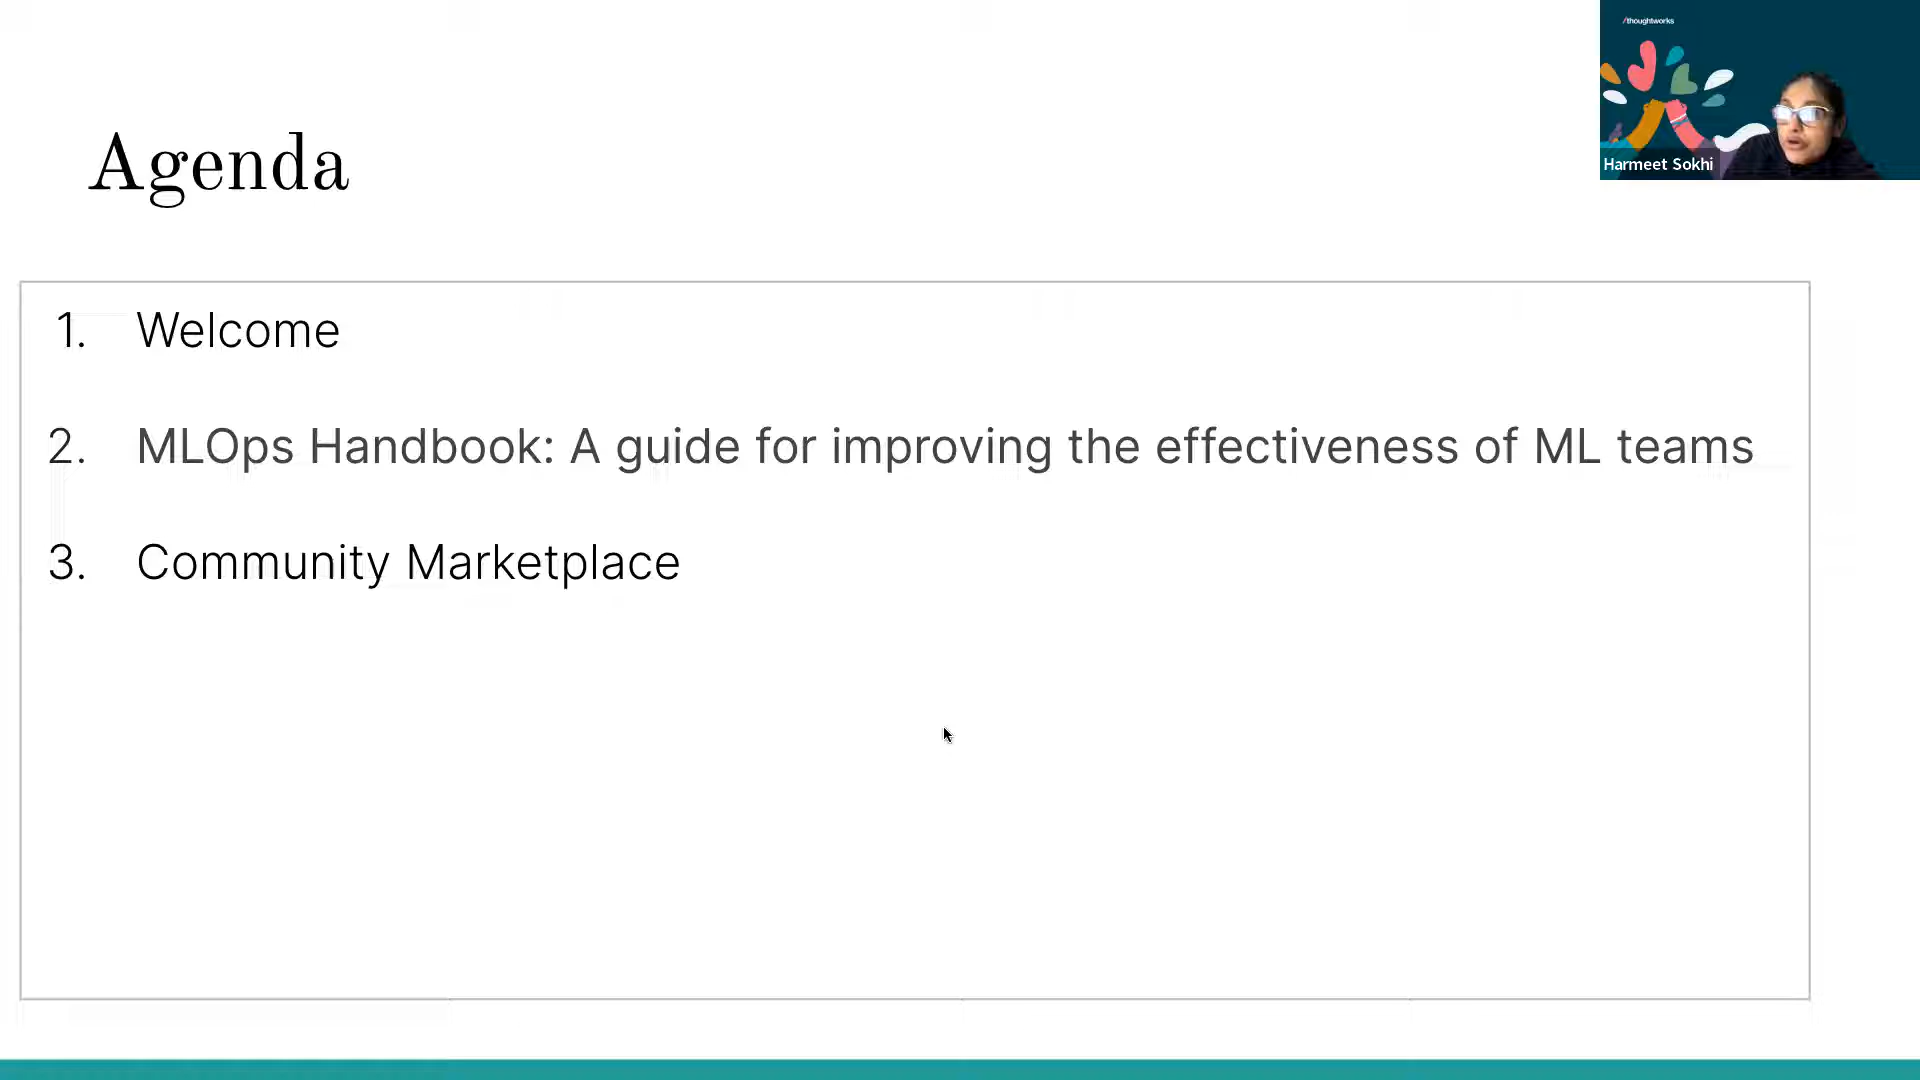 /thoughtworks
Harmeet Sokhi
Agenda
1. Welcome
2. MLOps Handbook: A guide for improving the effectiveness of ML teams
3. Community Marketplace